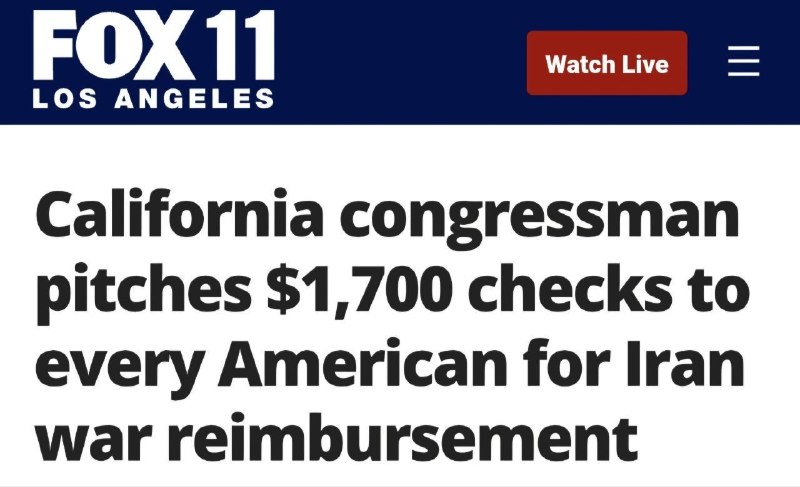 FOX 11
LOS ANGELES
Watch Live
California congressman
pitches $1,700 checks to
every American for Iran
war reimbursement